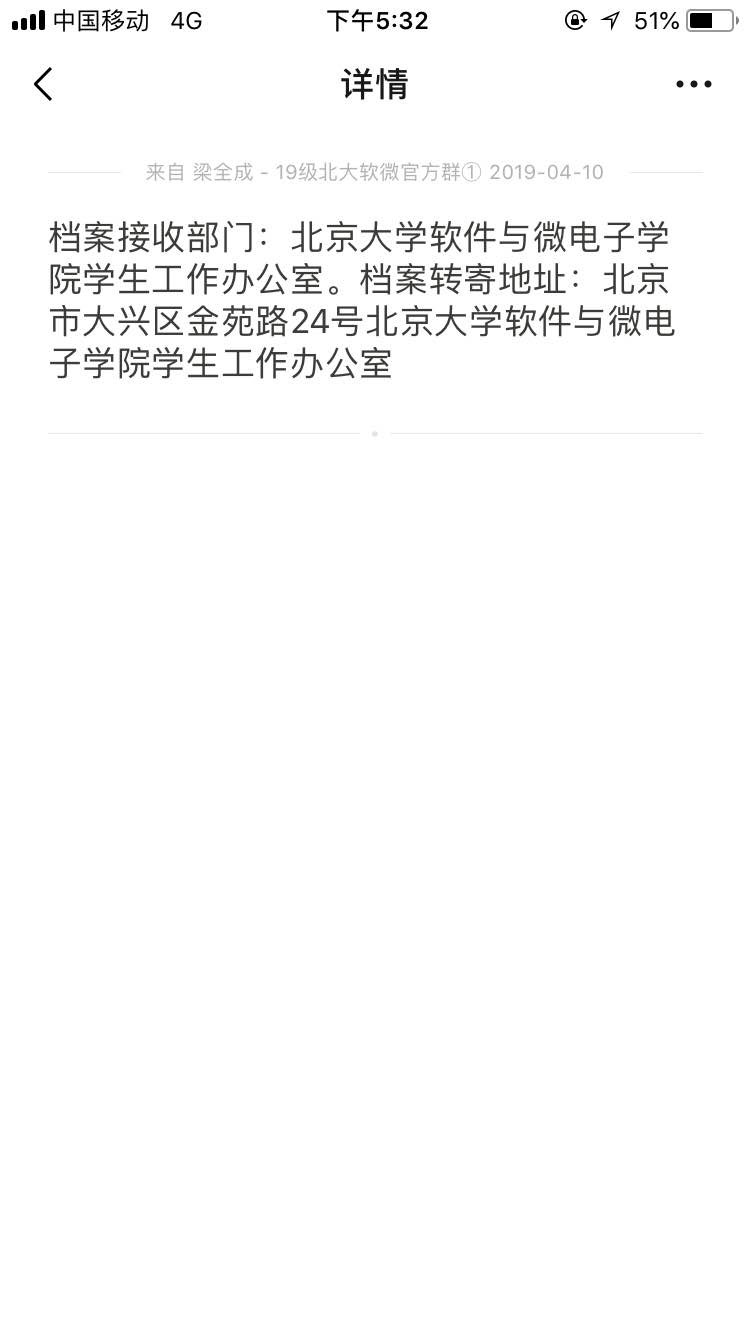 中国移动 4G 下午5:32 51%
详情
来自 梁全成 - 19级北大软微官方群① 2019-04-10
档案接收部门：北京大学软件与微电子学
院学生工作办公室。档案转寄地址：北京
市大兴区金苑路24号北京大学软件与微电
子学院学生工作办公室